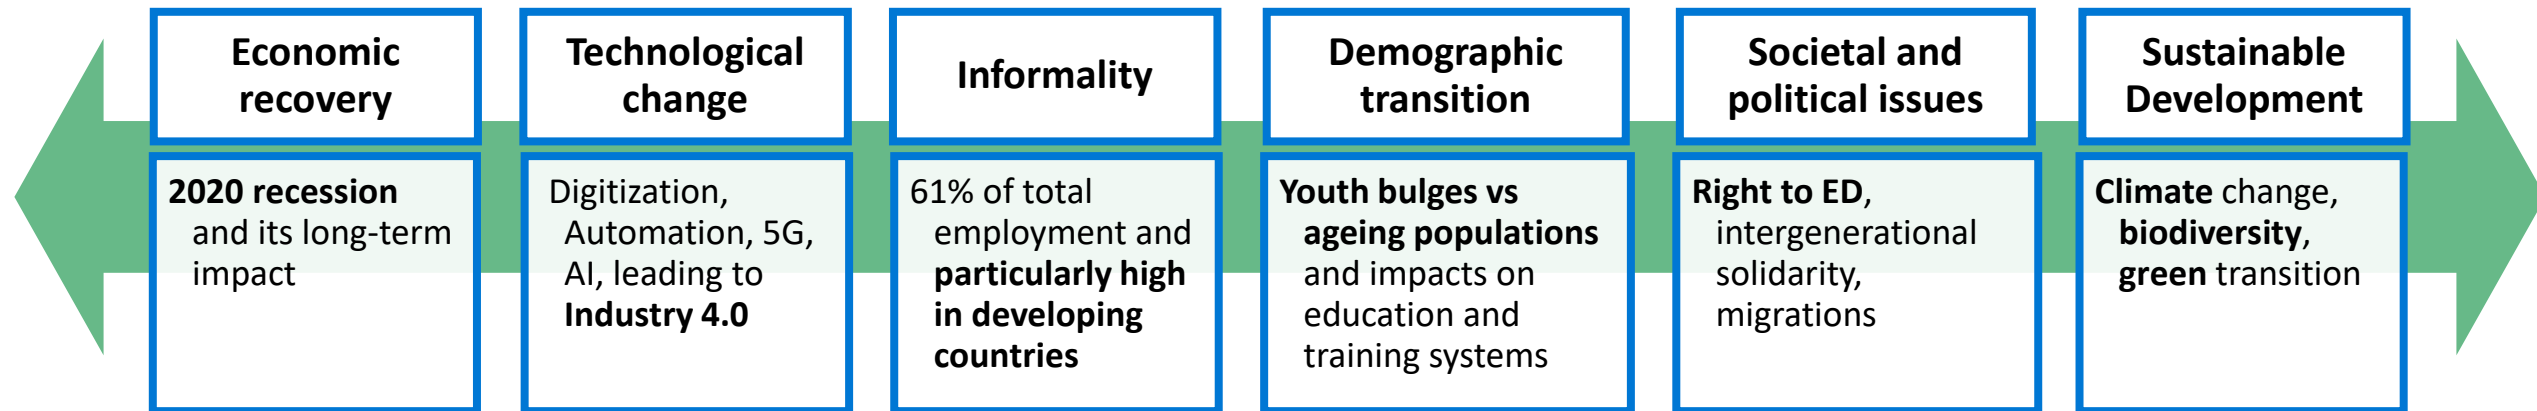 Economic
recovery
2020 recession
and its long-term
impact
Technological
change
Digitization,
Automation, 5G,
AI, leading to
Industry 4.0
Informality
61% of total
employment and
particularly high
in developing
countries
Demographic
transition
Youth bulges vs
ageing populations
and impacts on
education and
training systems
Societal and
political issues
Right to ED,
intergenerational
solidarity,
migrations
Sustainable
Development
Climate change,
biodiversity,
green transition